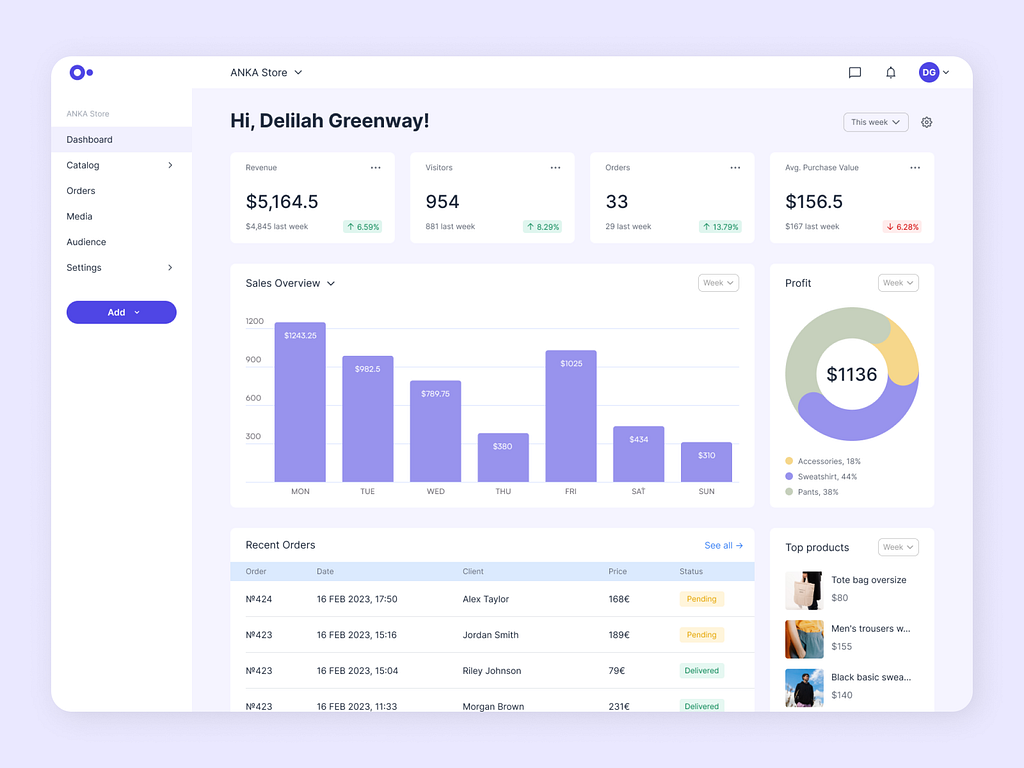 ANKA Store
DG
ANKA Store
Dashboard
Catalog
Orders
Media
Audience
Settings
Add
Hi, Delilah Greenway!
This week
Revenue
$5,164.5
$4,845 last week
↑ 6.59%
Visitors
954
881 last week
↑ 8.29%
Orders
33
29 last week
↑ 13.79%
Avg. Purchase Value
$156.5
$167 last week
↓ 6.28%
Sales Overview
Week
1200
900
600
300
$1243.25
$982.5
$789.75
$380
$1025
$434
$310
MON TUE WED THU FRI SAT SUN
Profit
Week
$1136
Accessories, 18%
Sweatshirt, 44%
Pants, 38%
Recent Orders
See all →
Order Date Client Price Status
№424 16 FEB 2023, 17:50 Alex Taylor 168€ Pending
№423 16 FEB 2023, 15:16 Jordan Smith 189€ Pending
№423 16 FEB 2023, 15:04 Riley Johnson 79€ Delivered
№423 16 FEB 2023, 11:33 Morgan Brown 231€ Delivered
Top products
Week
Tote bag oversize
$80
Men's trousers w...
$155
Black basic swea...
$140